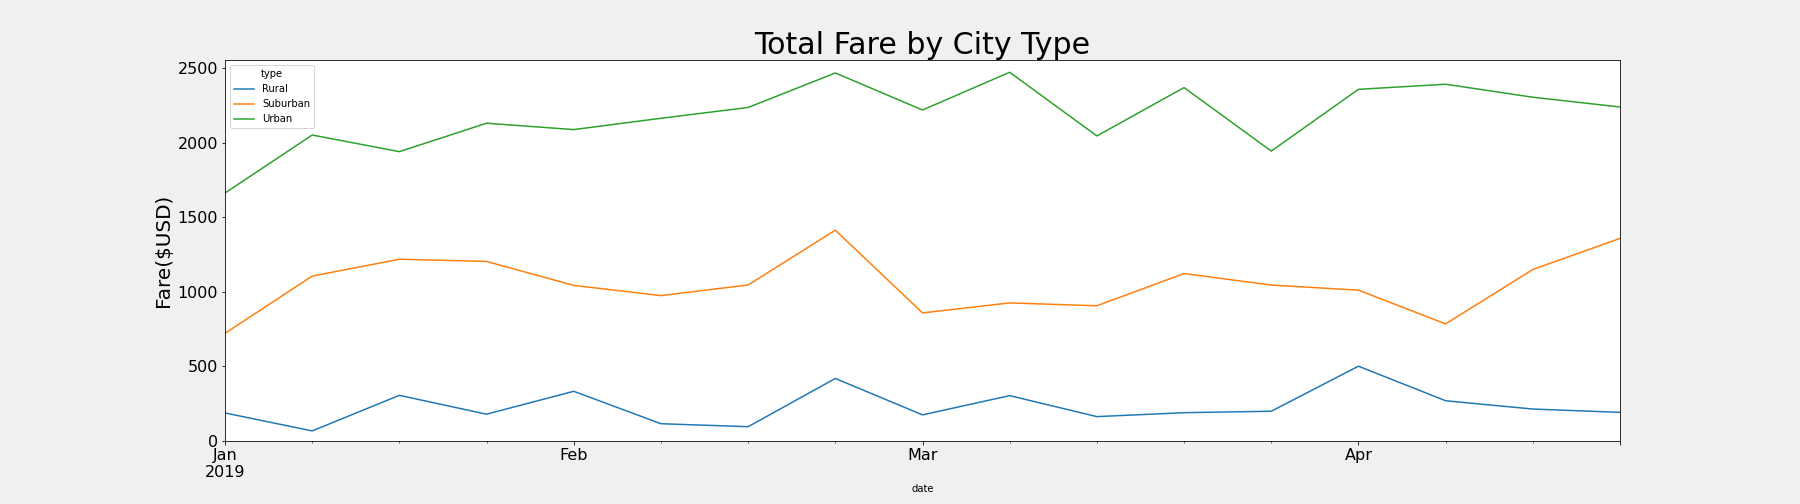 Total Fare by City Type
type
Rural
Suburban
Urban
Fare($USD)
2500
2000
1500
1000
500
0
Jan Feb Mar Apr
2019
date